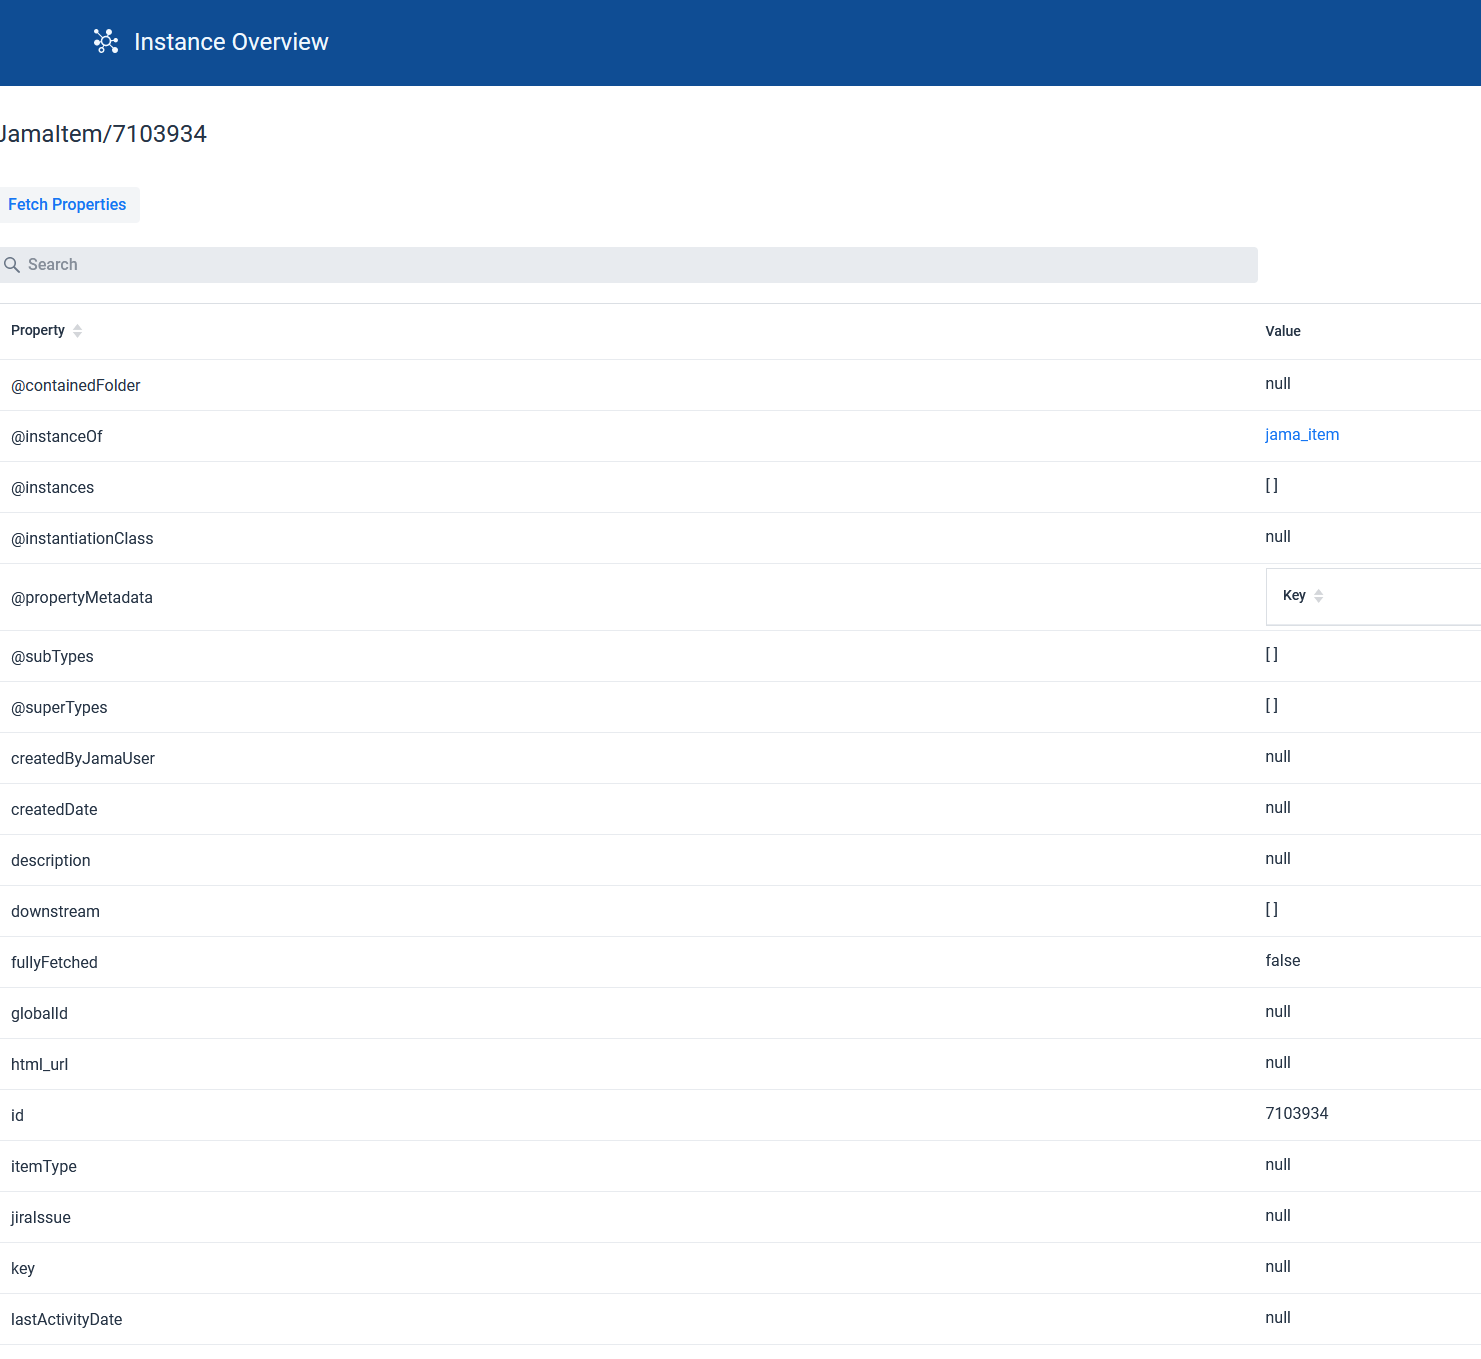 Instance Overview
JamaItem/7103934
Fetch Properties
Search
Property Value
@containedFolder null
@instanceOf jama_item
@instances [ ]
@instantiationClass null
@propertyMetadata Key
@subTypes [ ]
@superTypes [ ]
createdByJamaUser null
createdDate null
description null
downstream [ ]
fullyFetched false
globalId null
html_url null
id 7103934
itemType null
jiraIssue null
key null
lastActivityDate null